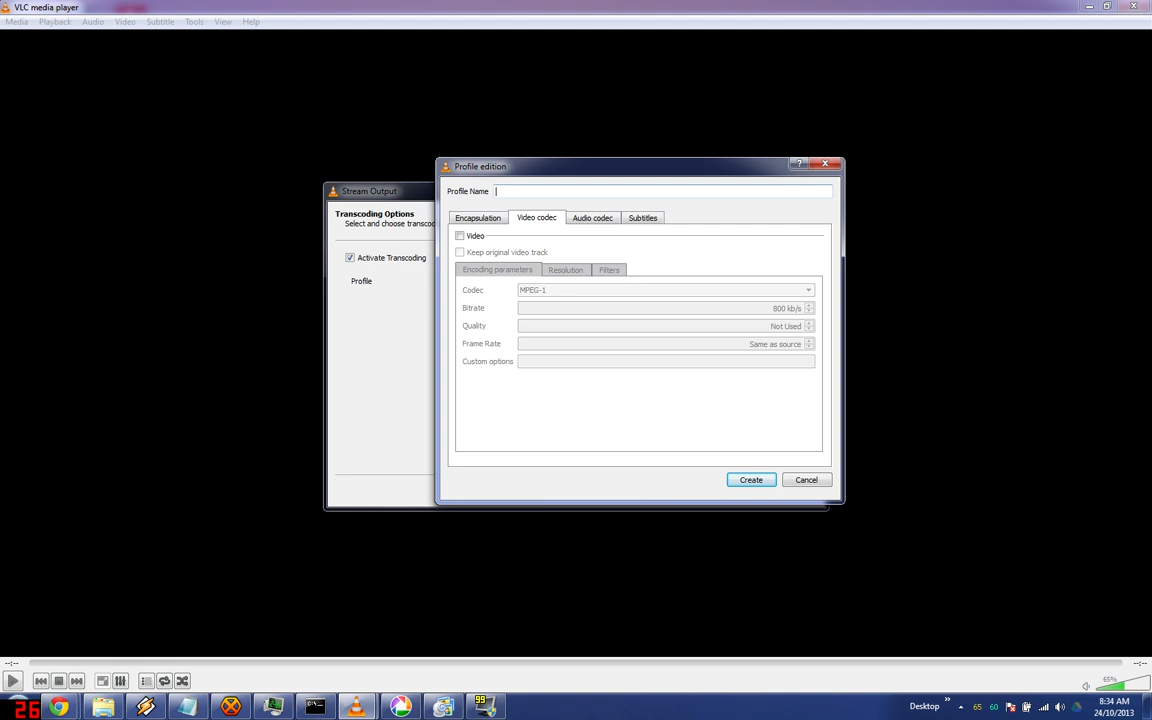 VLC media player
Media Playback Audio Video Subtitle Tools View Help
Profile edition
Profile Name
Stream Output
Transcoding Options
Select and choose transcod
Activate Transcoding
Profile
Encapsulation Video codec Audio codec Subtitles
Video
Keep original video track
Encoding parameters Resolution Filters
Codec MPEG-1
Bitrate 800 kb/s
Quality Not Used
Frame Rate Same as source
Custom options
Create Cancel
--:-- --:--
65%
26 99 Desktop » 65 60 8:34 AM
24/10/2013